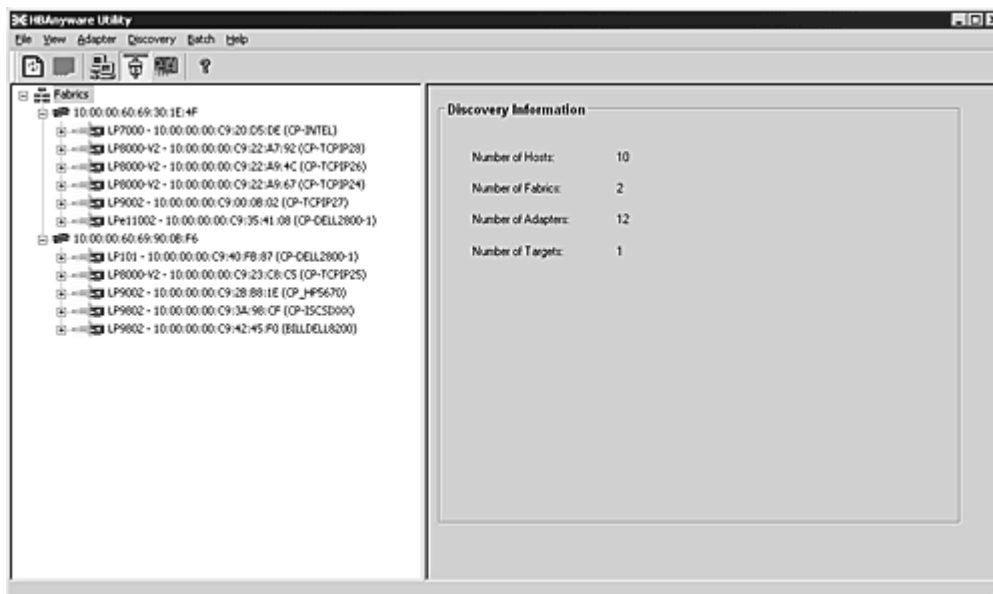 HBAnyware Utility
File View Adapter Discovery Batch Help
?
Fabrics
10:00:00:60:69:30:1E:4F
LP7000 - 10:00:00:00:C9:20:D5:DE (CP-INTEL)
LP8000-V2 - 10:00:00:00:C9:22:A7:92 (CP-TCPIP28)
LP8000-V2 - 10:00:00:00:C9:22:A9:4C (CP-TCPIP26)
LP8000-V2 - 10:00:00:00:C9:22:A9:67 (CP-TCPIP24)
LP9002 - 10:00:00:00:C9:00:0B:02 (CP-TCPIP27)
LPe11002 - 10:00:00:00:C9:35:41:08 (CP-DELL2800-1)
10:00:00:60:69:90:0B:F6
LP101 - 10:00:00:00:C9:40:FB:87 (CP-DELL2800-1)
LP8000-V2 - 10:00:00:00:C9:23:C8:C5 (CP-TCPIP25)
LP9002 - 10:00:00:00:C9:28:B8:1E (CP_HP5670)
LP9802 - 10:00:00:00:C9:3A:98:CF (CP-ISCSIXXX)
LP9802 - 10:00:00:00:C9:42:45:F0 (BILLDELL8200)
Discovery Information
Number of Hosts: 10
Number of Fabrics: 2
Number of Adapters: 12
Number of Targets: 1